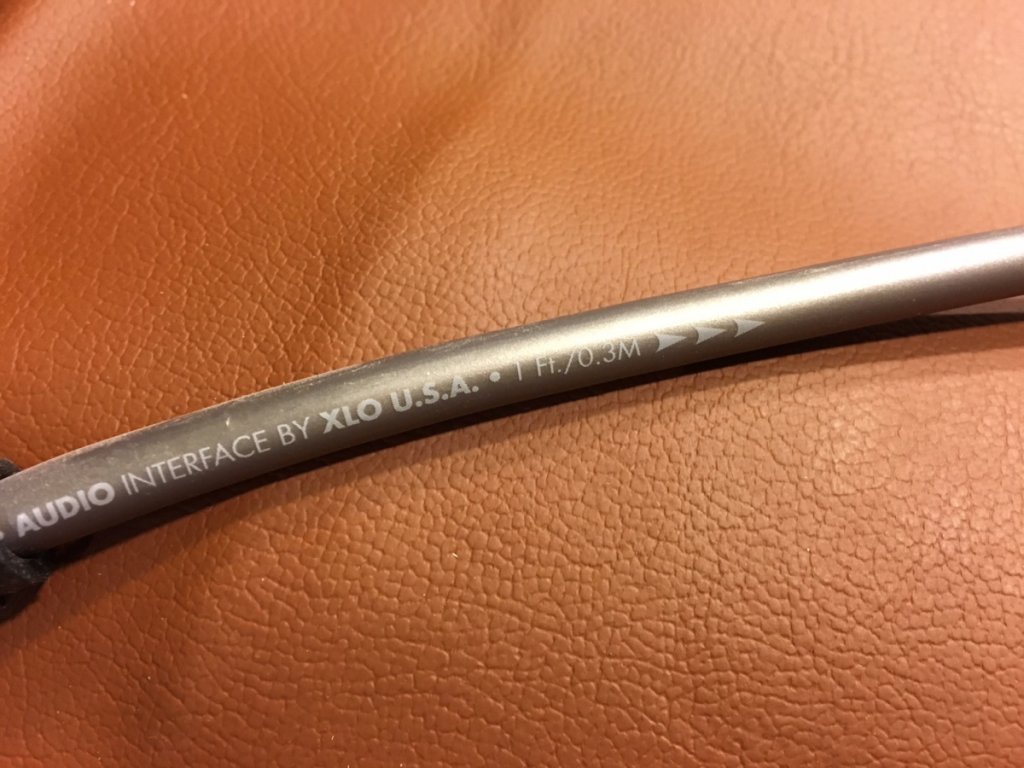 AUDIO INTERFACE BY XLO U.S.A. • 1 FT./0.3M